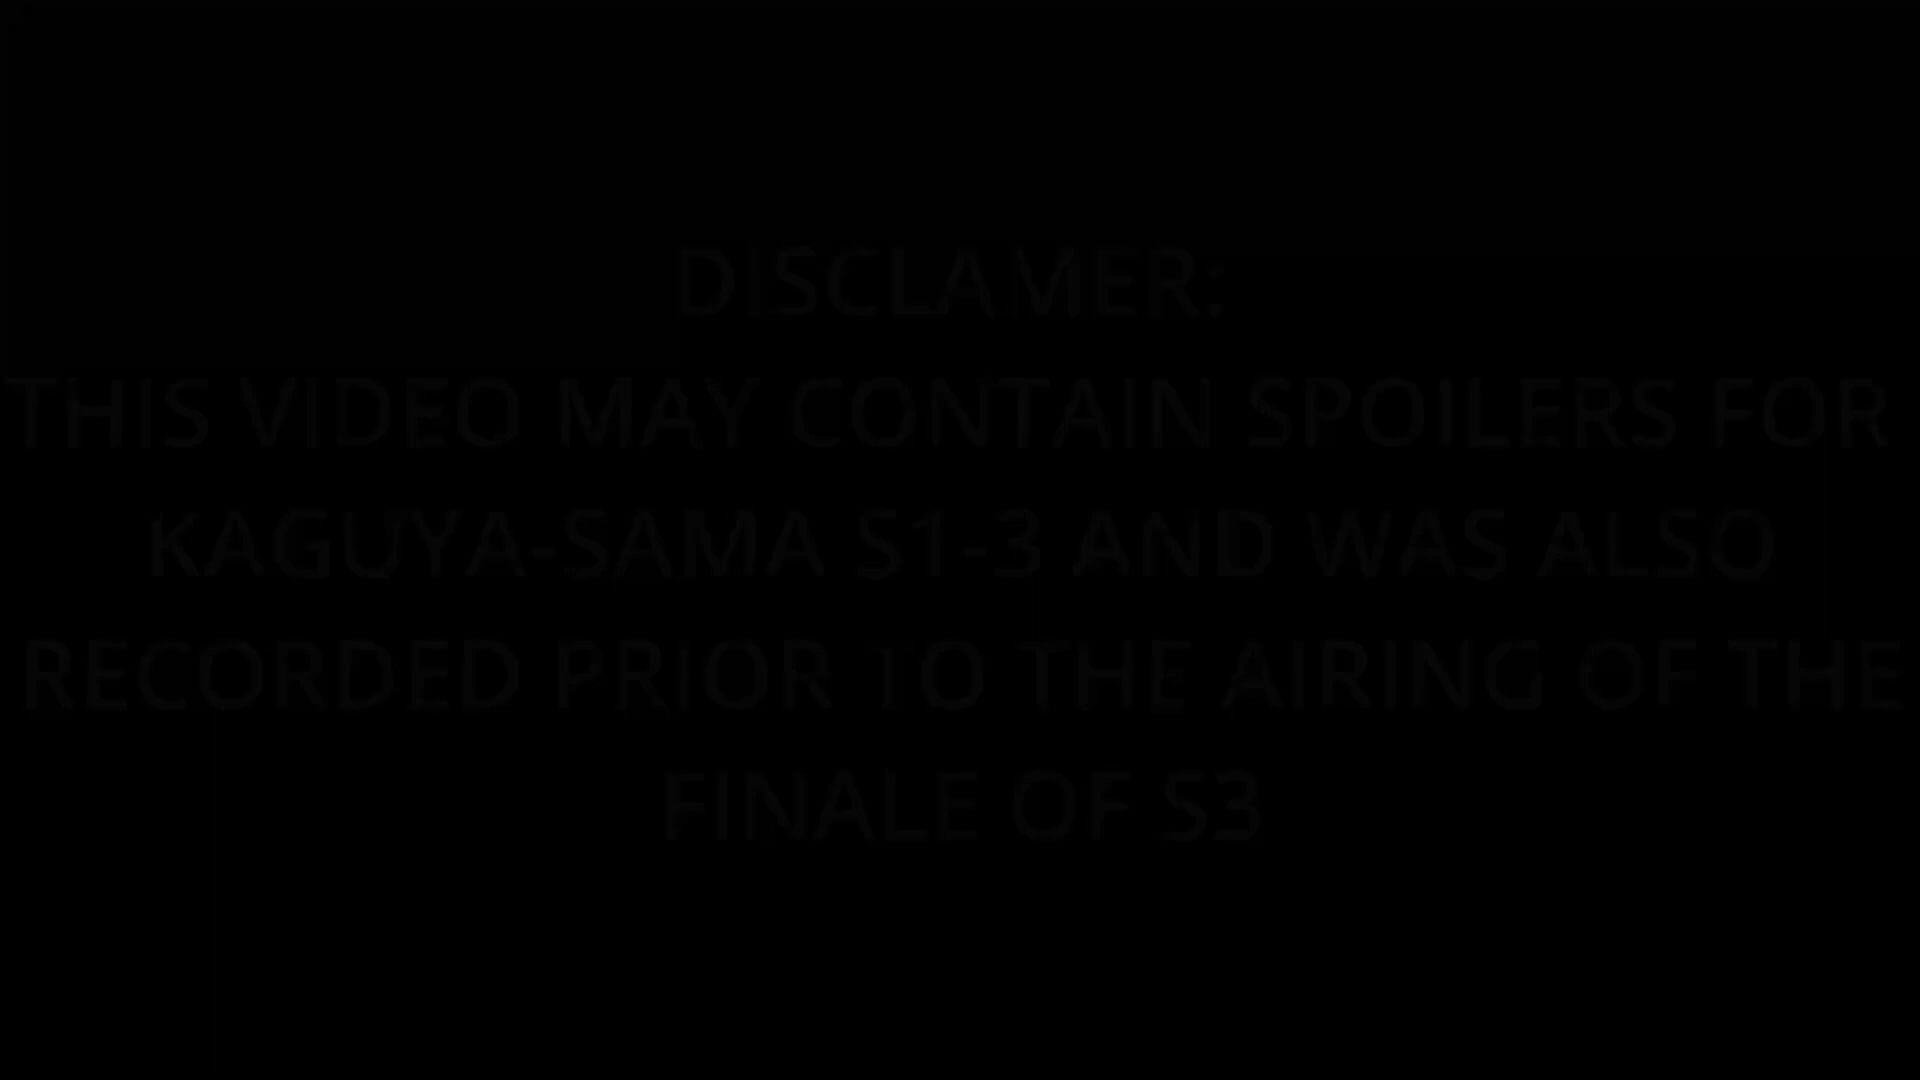 DISCLAMER:
THIS VIDEO MAY CONTAIN SPOILERS FOR
KAGUYA-SAMA S1-3 AND WAS ALSO
RECORDED PRIOR TO THE AIRING OF THE
FINALE OF S3